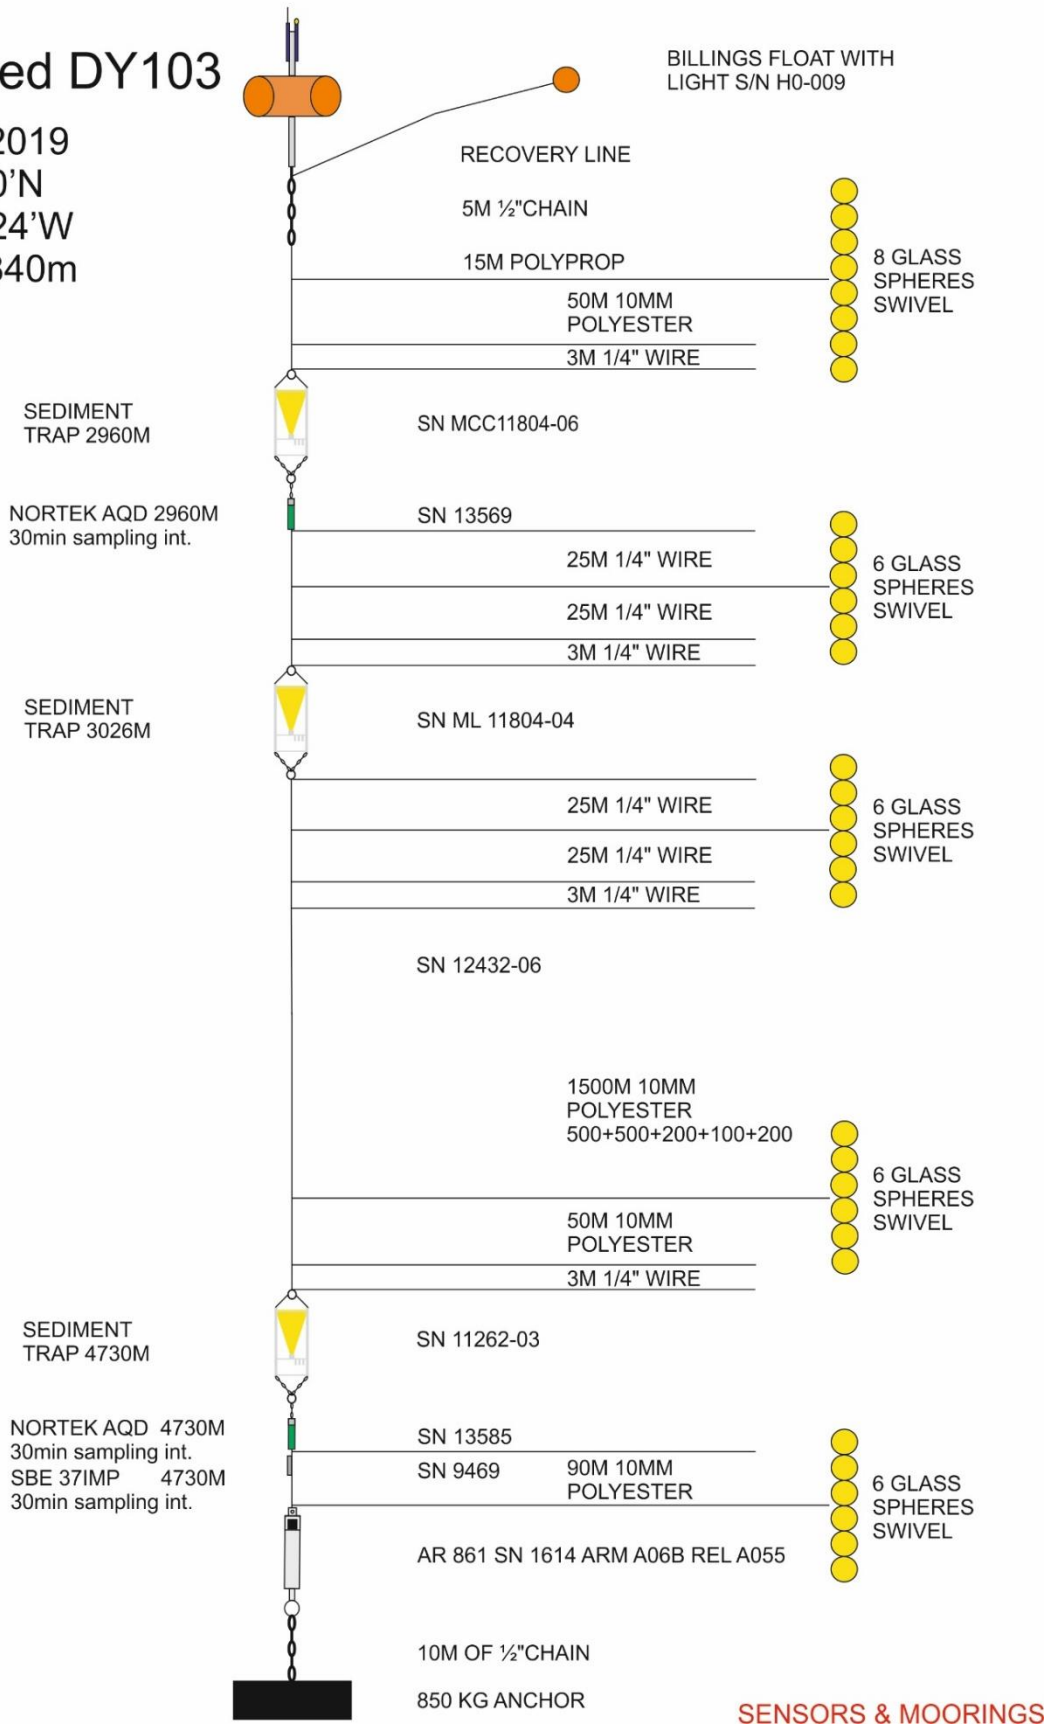 ed DY103
2019
0'N
24'W
340m
BILLINGS FLOAT WITH
LIGHT S/N H0-009
RECOVERY LINE
5M ½"CHAIN
15M POLYPROP
8 GLASS
SPHERES
SWIVEL
50M 10MM
POLYESTER
3M 1/4" WIRE
SEDIMENT
TRAP 2960M
SN MCC11804-06
NORTEK AQD 2960M
30min sampling int.
SN 13569
25M 1/4" WIRE
6 GLASS
SPHERES
SWIVEL
25M 1/4" WIRE
3M 1/4" WIRE
SEDIMENT
TRAP 3026M
SN ML 11804-04
25M 1/4" WIRE
6 GLASS
SPHERES
SWIVEL
25M 1/4" WIRE
3M 1/4" WIRE
SN 12432-06
1500M 10MM
POLYESTER
500+500+200+100+200
6 GLASS
SPHERES
SWIVEL
50M 10MM
POLYESTER
3M 1/4" WIRE
SEDIMENT
TRAP 4730M
SN 11262-03
NORTEK AQD 4730M
30min sampling int.
SBE 37IMP 4730M
30min sampling int.
SN 13585
SN 9469
90M 10MM
POLYESTER
6 GLASS
SPHERES
SWIVEL
AR 861 SN 1614 ARM A06B REL A055
10M OF ½"CHAIN
850 KG ANCHOR
SENSORS & MOORINGS